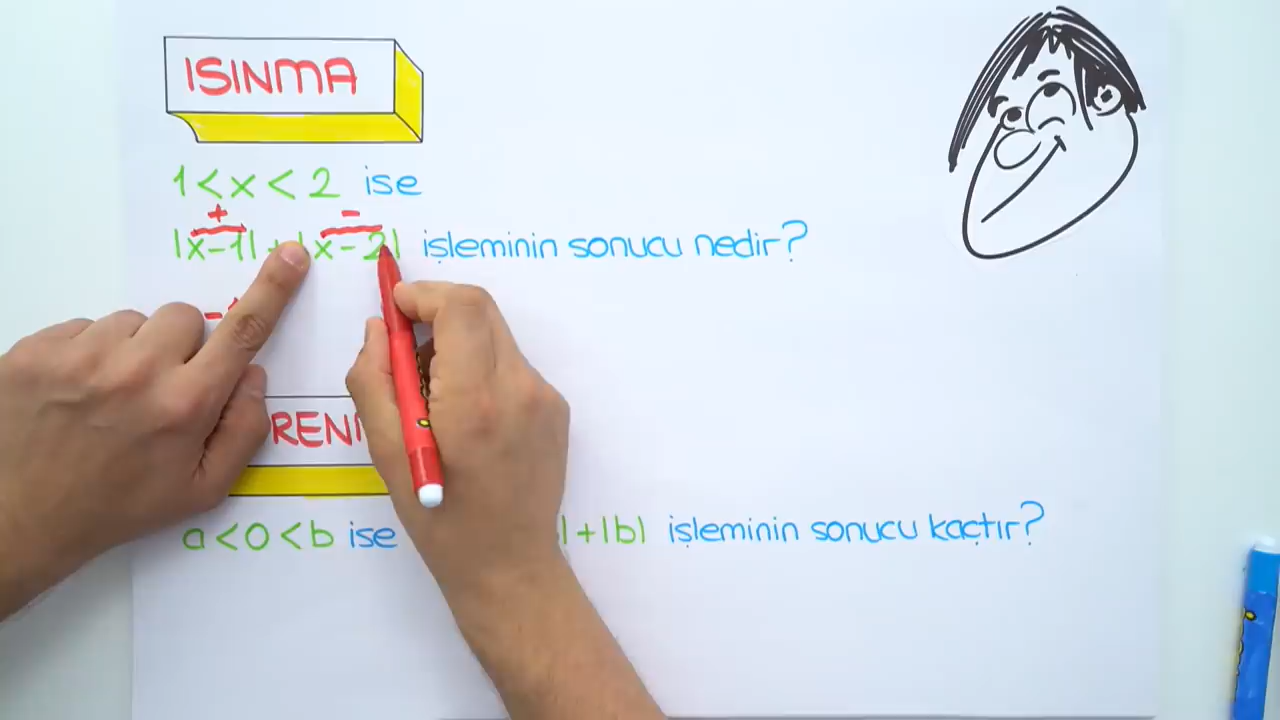 ISINMA
1 < x < 2 ise
+ −
|x-1| + |x-2| işleminin sonucu nedir?
a < 0 < b ise |+|b| işleminin sonucu kaçtır?